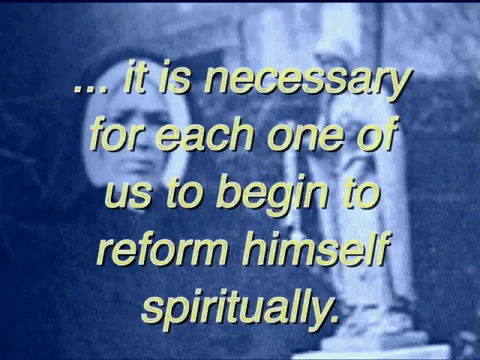 ... it is necessary
for each one of
us to begin to
reform himself
spiritually.